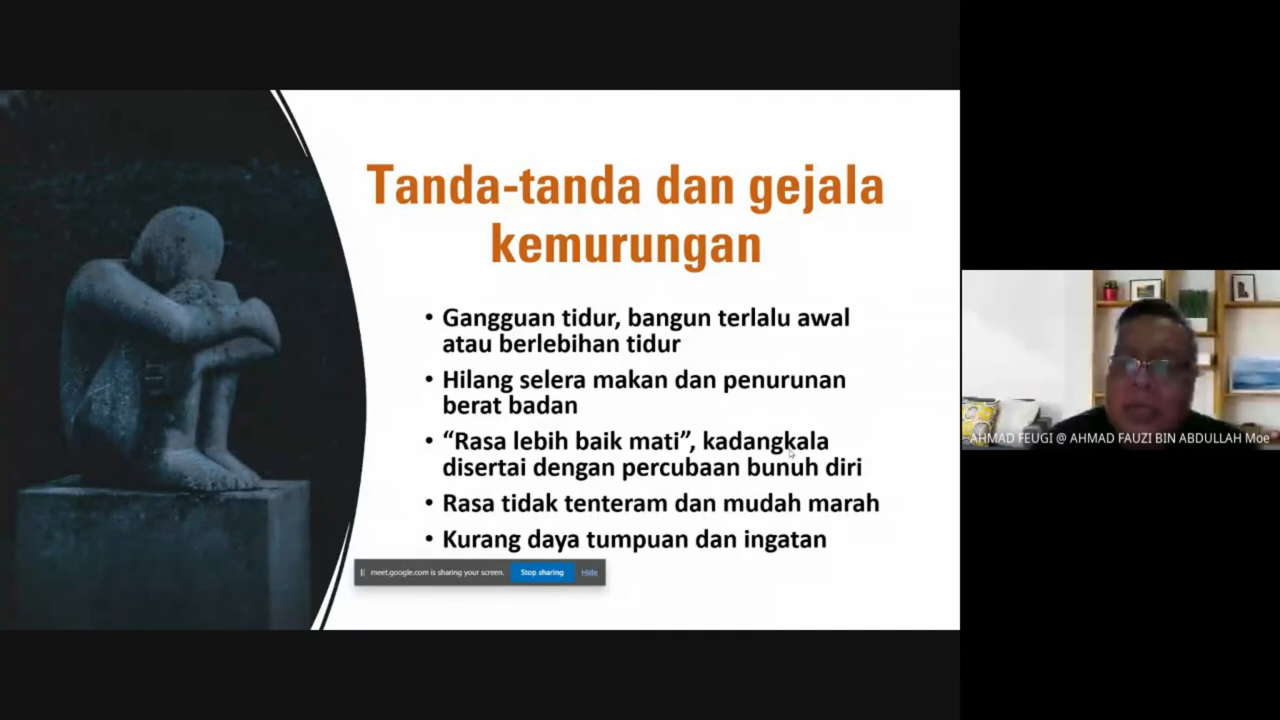 Tanda-tanda dan gejala
kemurungan
• Gangguan tidur, bangun terlalu awal
atau berlebihan tidur
• Hilang selera makan dan penurunan
berat badan
• “Rasa lebih baik mati”, kadangkala
disertai dengan percubaan bunuh diri
• Rasa tidak tenteram dan mudah marah
• Kurang daya tumpuan dan ingatan
meet.google.com is sharing your screen. Stop sharing Hide
AHMAD FEUGI @ AHMAD FAUZI BIN ABDULLAH Moe